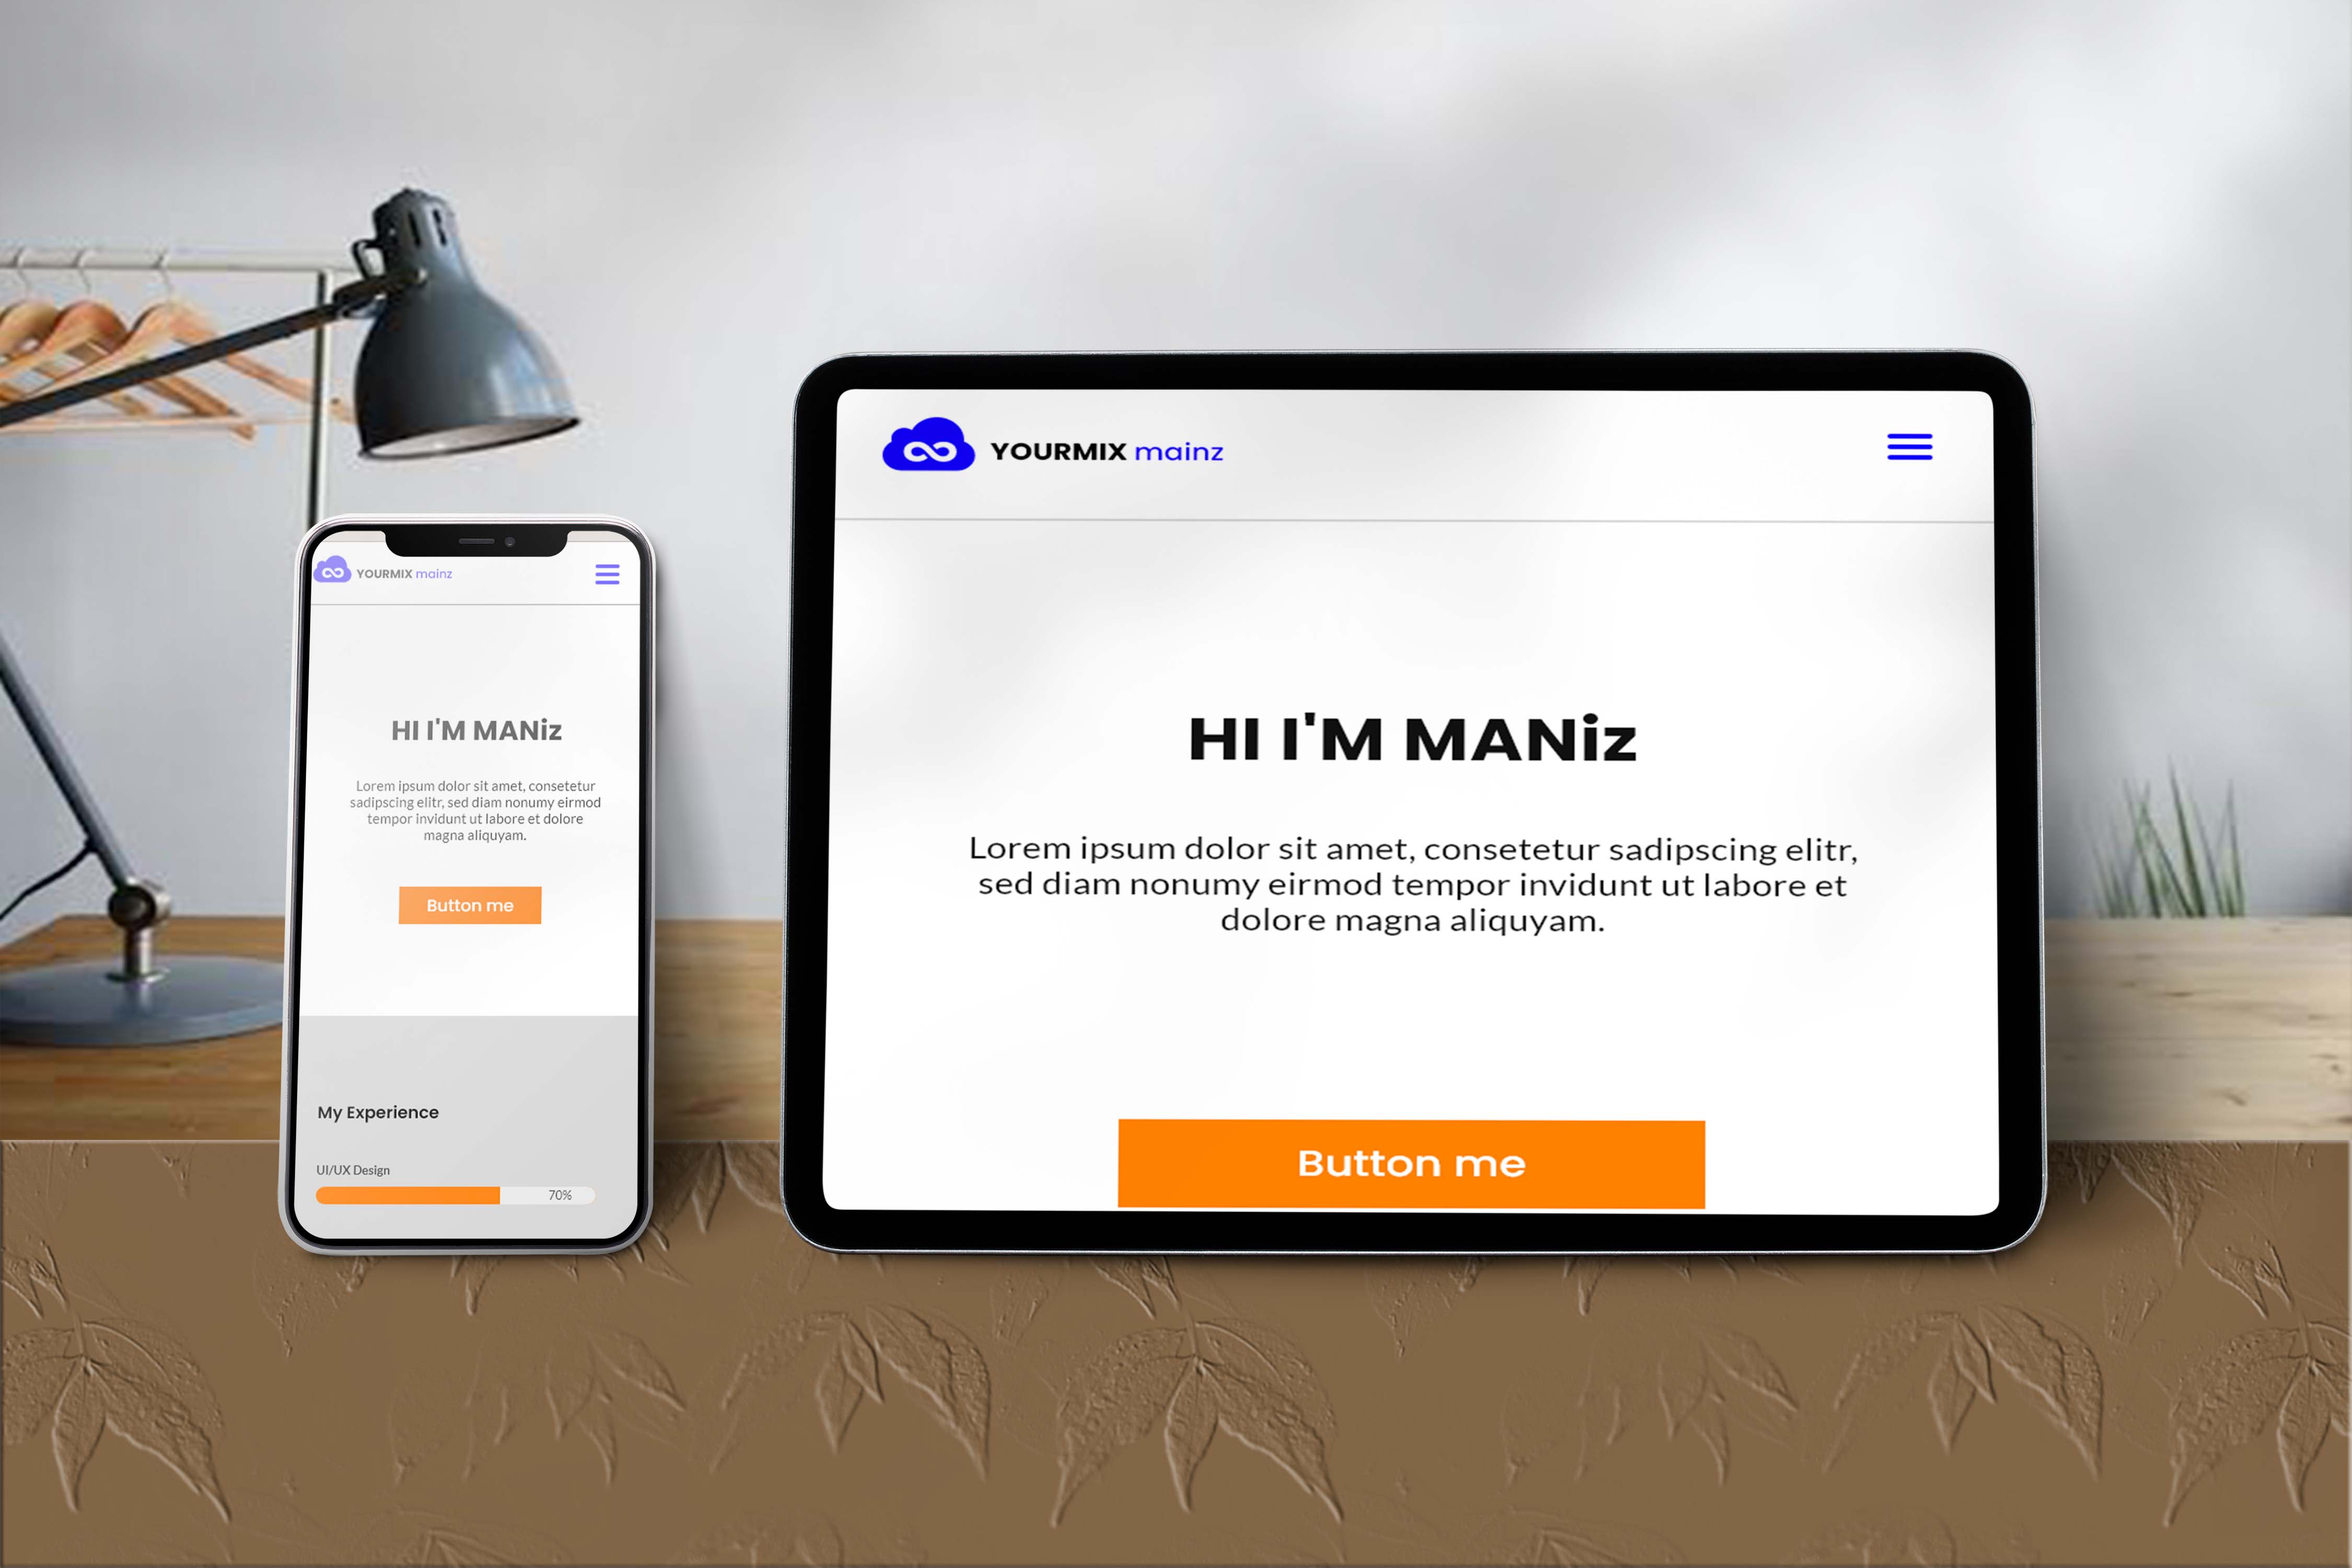 YOURMIX mainz
HI I'M MANiz
Lorem ipsum dolor sit amet, consetetur
sadipscing elitr, sed diam nonumy eirmod
tempor invidunt ut labore et dolore
magna aliquyam.
Button me
My Experience
UI/UX Design
70%
YOURMIX mainz
HI I'M MANiz
Lorem ipsum dolor sit amet, consetetur sadipscing elitr,
sed diam nonumy eirmod tempor invidunt ut labore et
dolore magna aliquyam.
Button me